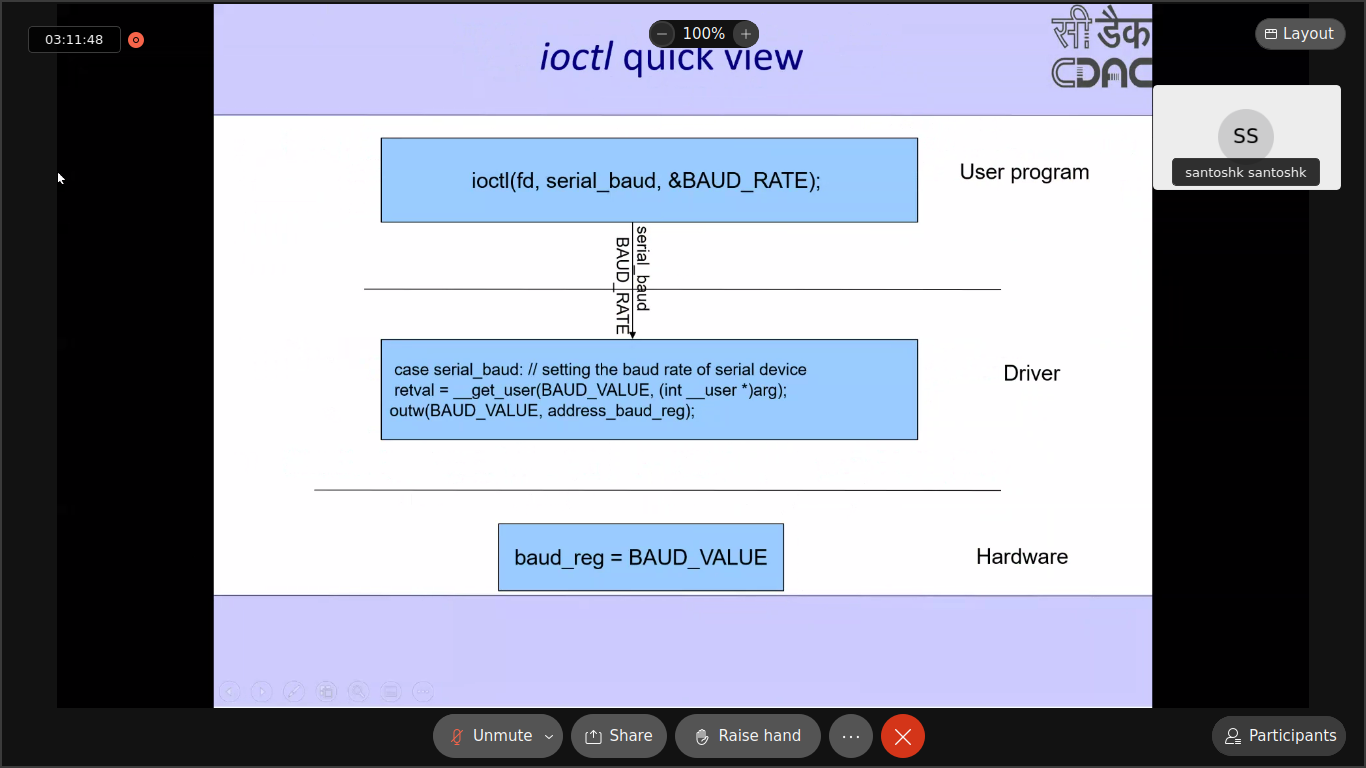 03:11:48
100%
Layout
ioctl quick view
सी डैक
CDAC
SS
santoshk santoshk
ioctl(fd, serial_baud, &BAUD_RATE);
User program
serial_baud
BAUD_RATE
case serial_baud: // setting the baud rate of serial device
retval = __get_user(BAUD_VALUE, (int __user *)arg);
outw(BAUD_VALUE, address_baud_reg);
Driver
baud_reg = BAUD_VALUE
Hardware
Unmute
Share
Raise hand
Participants